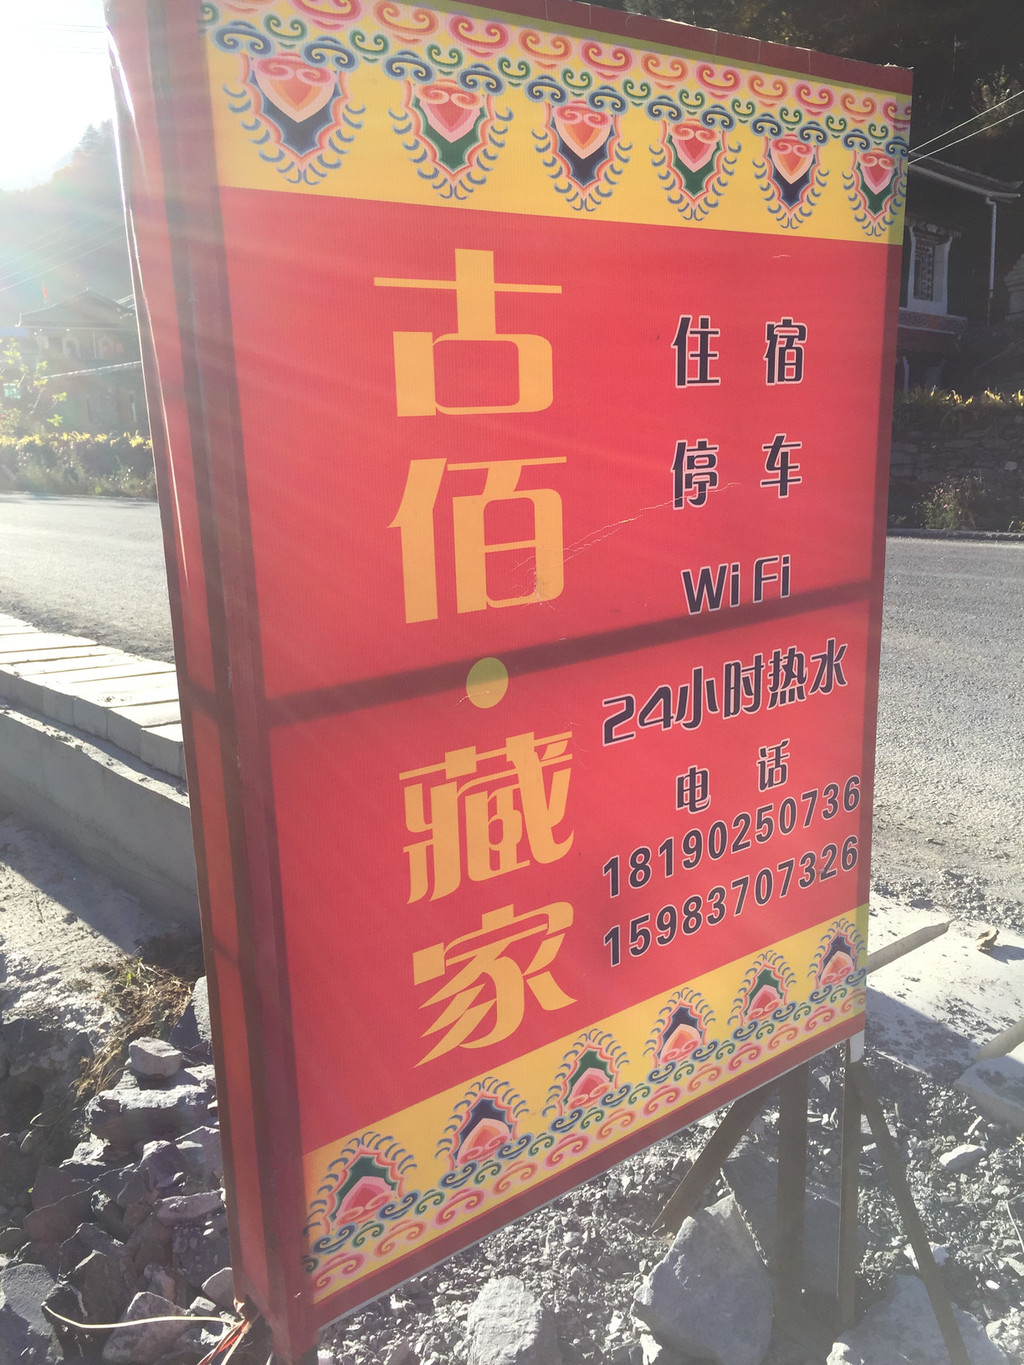 古佰·藏家
住宿
停车
WiFi
24小时热水
电话
18190250736
15983707326